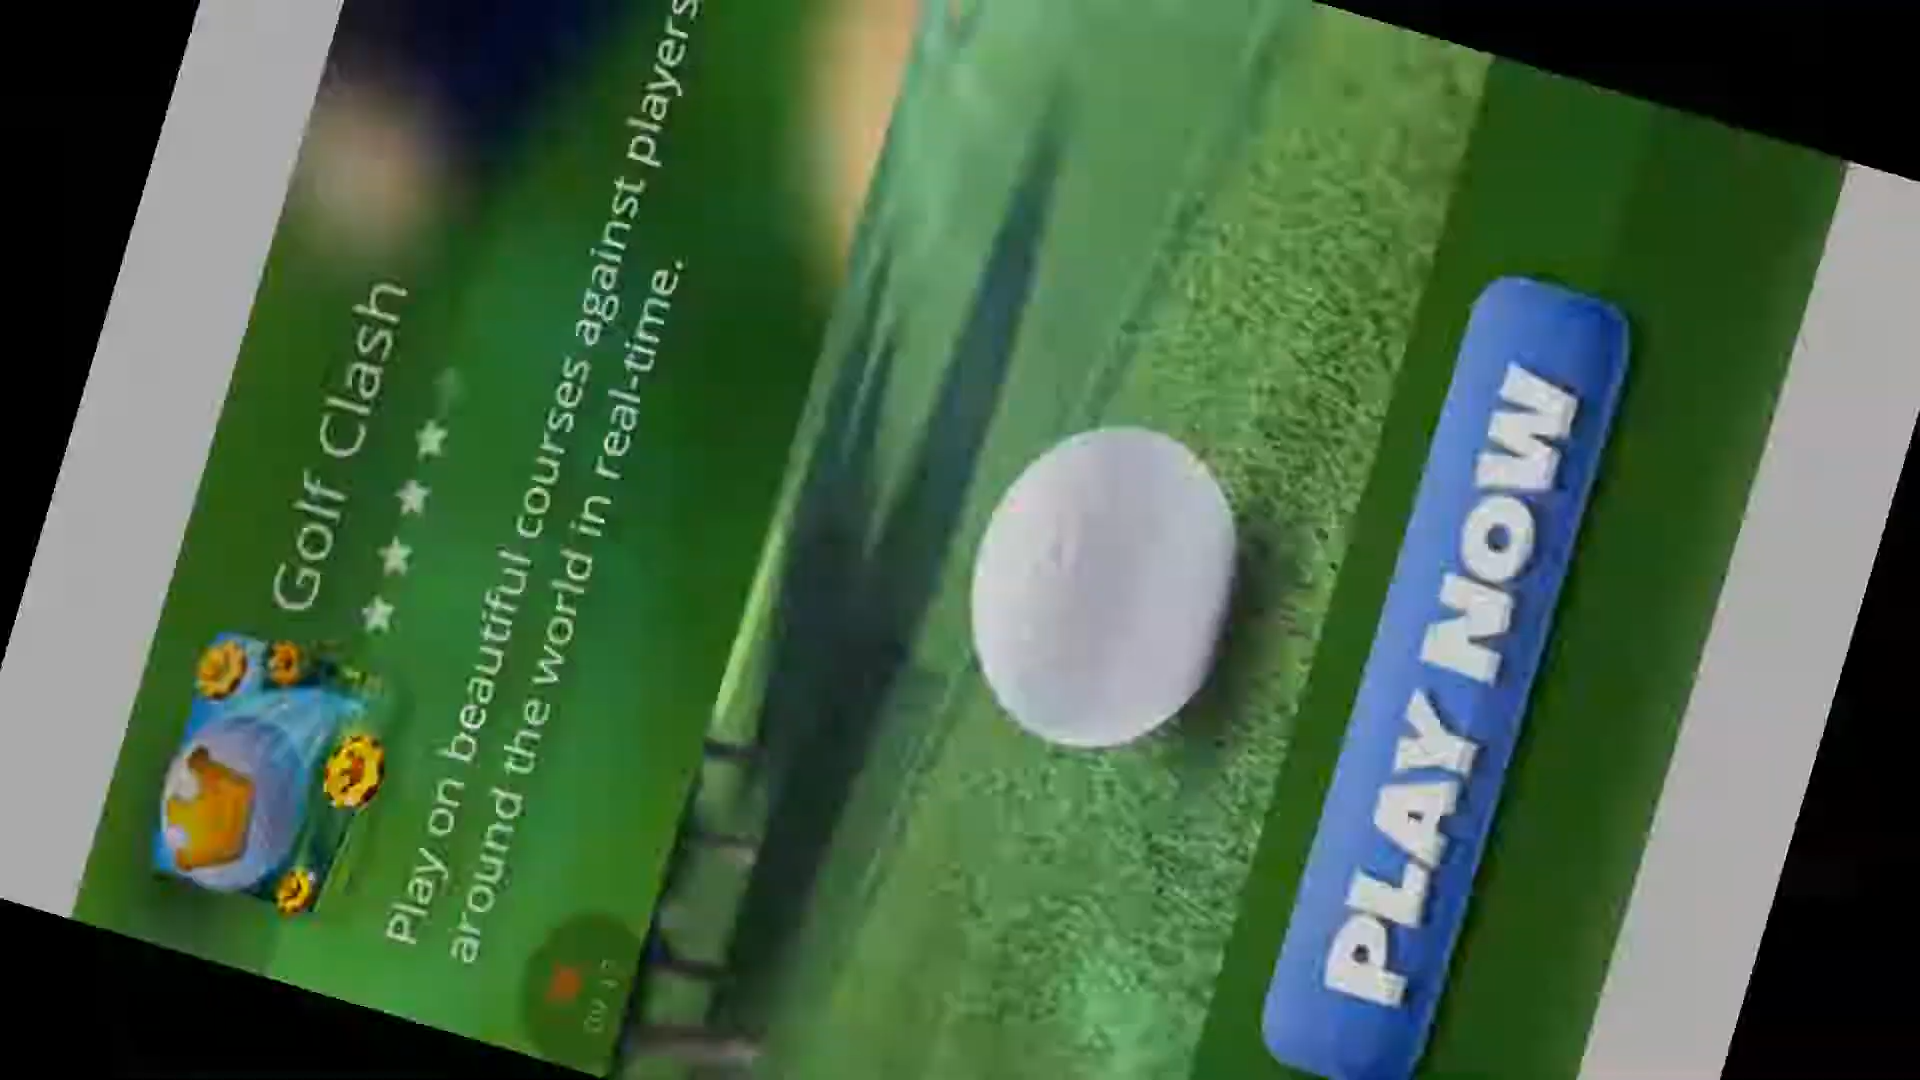 Golf Clash
Play on beautiful courses against players
around the world in real-time.
PLAY NOW